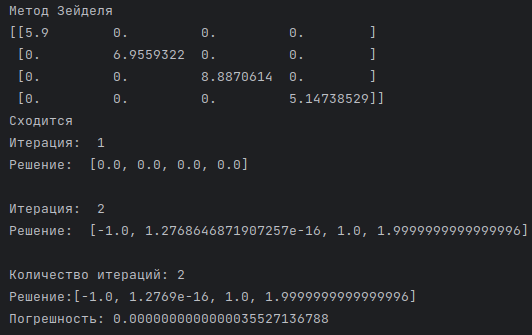 Метод Зейделя
[[5.9        0.         0.         0.        ]
 [0.         6.9559322  0.         0.        ]
 [0.         0.         8.8870614  0.        ]
 [0.         0.         0.         5.14738529]]
Сходится
Итерация:  1
Решение:  [0.0, 0.0, 0.0, 0.0]
Итерация:  2
Решение:  [-1.0, 1.2768646871907257e-16, 1.0, 1.9999999999999996]
Количество итераций: 2
Решение:[-1.0, 1.2769e-16, 1.0, 1.9999999999999996]
Погрешность: 0.0000000000000035527136788